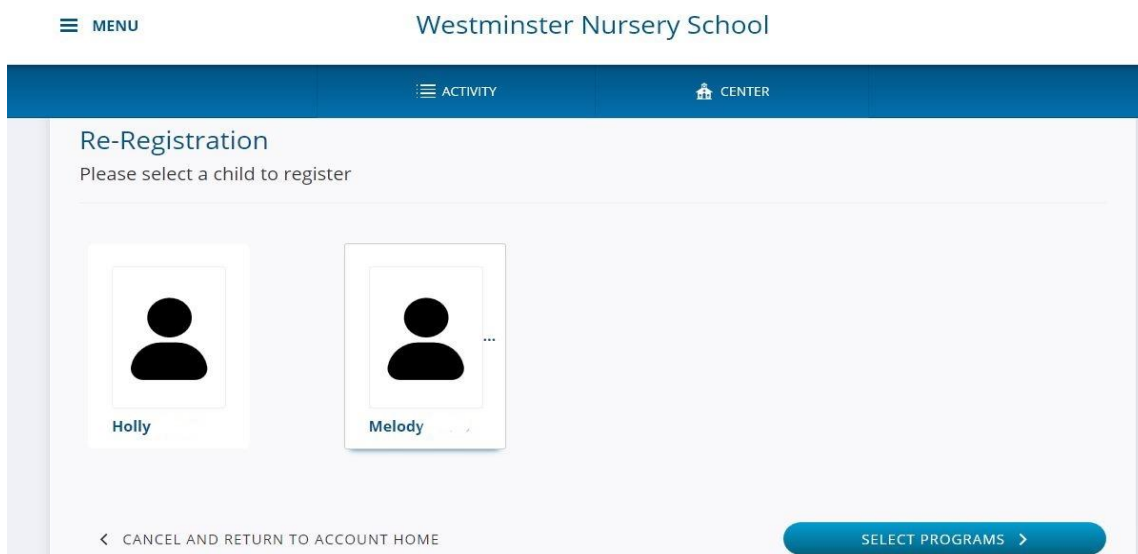 MENU
Westminster Nursery School
ACTIVITY
CENTER
Re-Registration
Please select a child to register
...
Holly
Melody
CANCEL AND RETURN TO ACCOUNT HOME
SELECT PROGRAMS